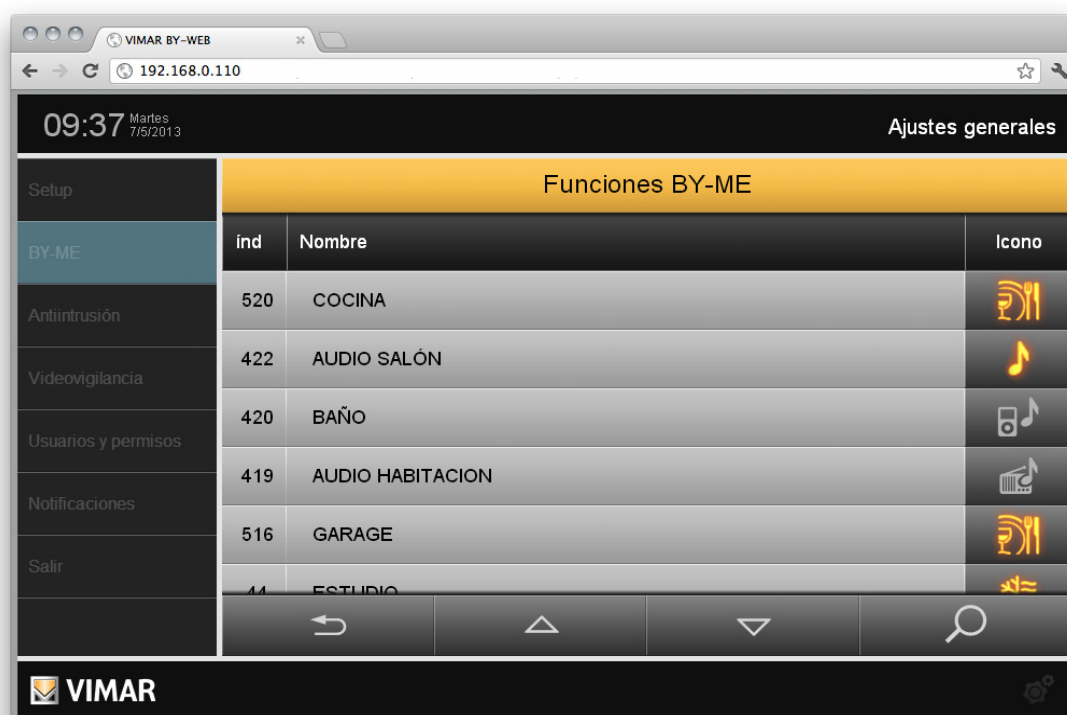 VIMAR BY-WEB
192.168.0.110
09:37 Martes
7/5/2013
Ajustes generales
Setup
BY-ME
Antiintrusión
Videovigilancia
Usuarios y permisos
Notificaciones
Salir
Funciones BY-ME
índ Nombre Icono
520 COCINA
422 AUDIO SALÓN
420 BAÑO
419 AUDIO HABITACION
516 GARAGE
44 ESTUDIO
VIMAR